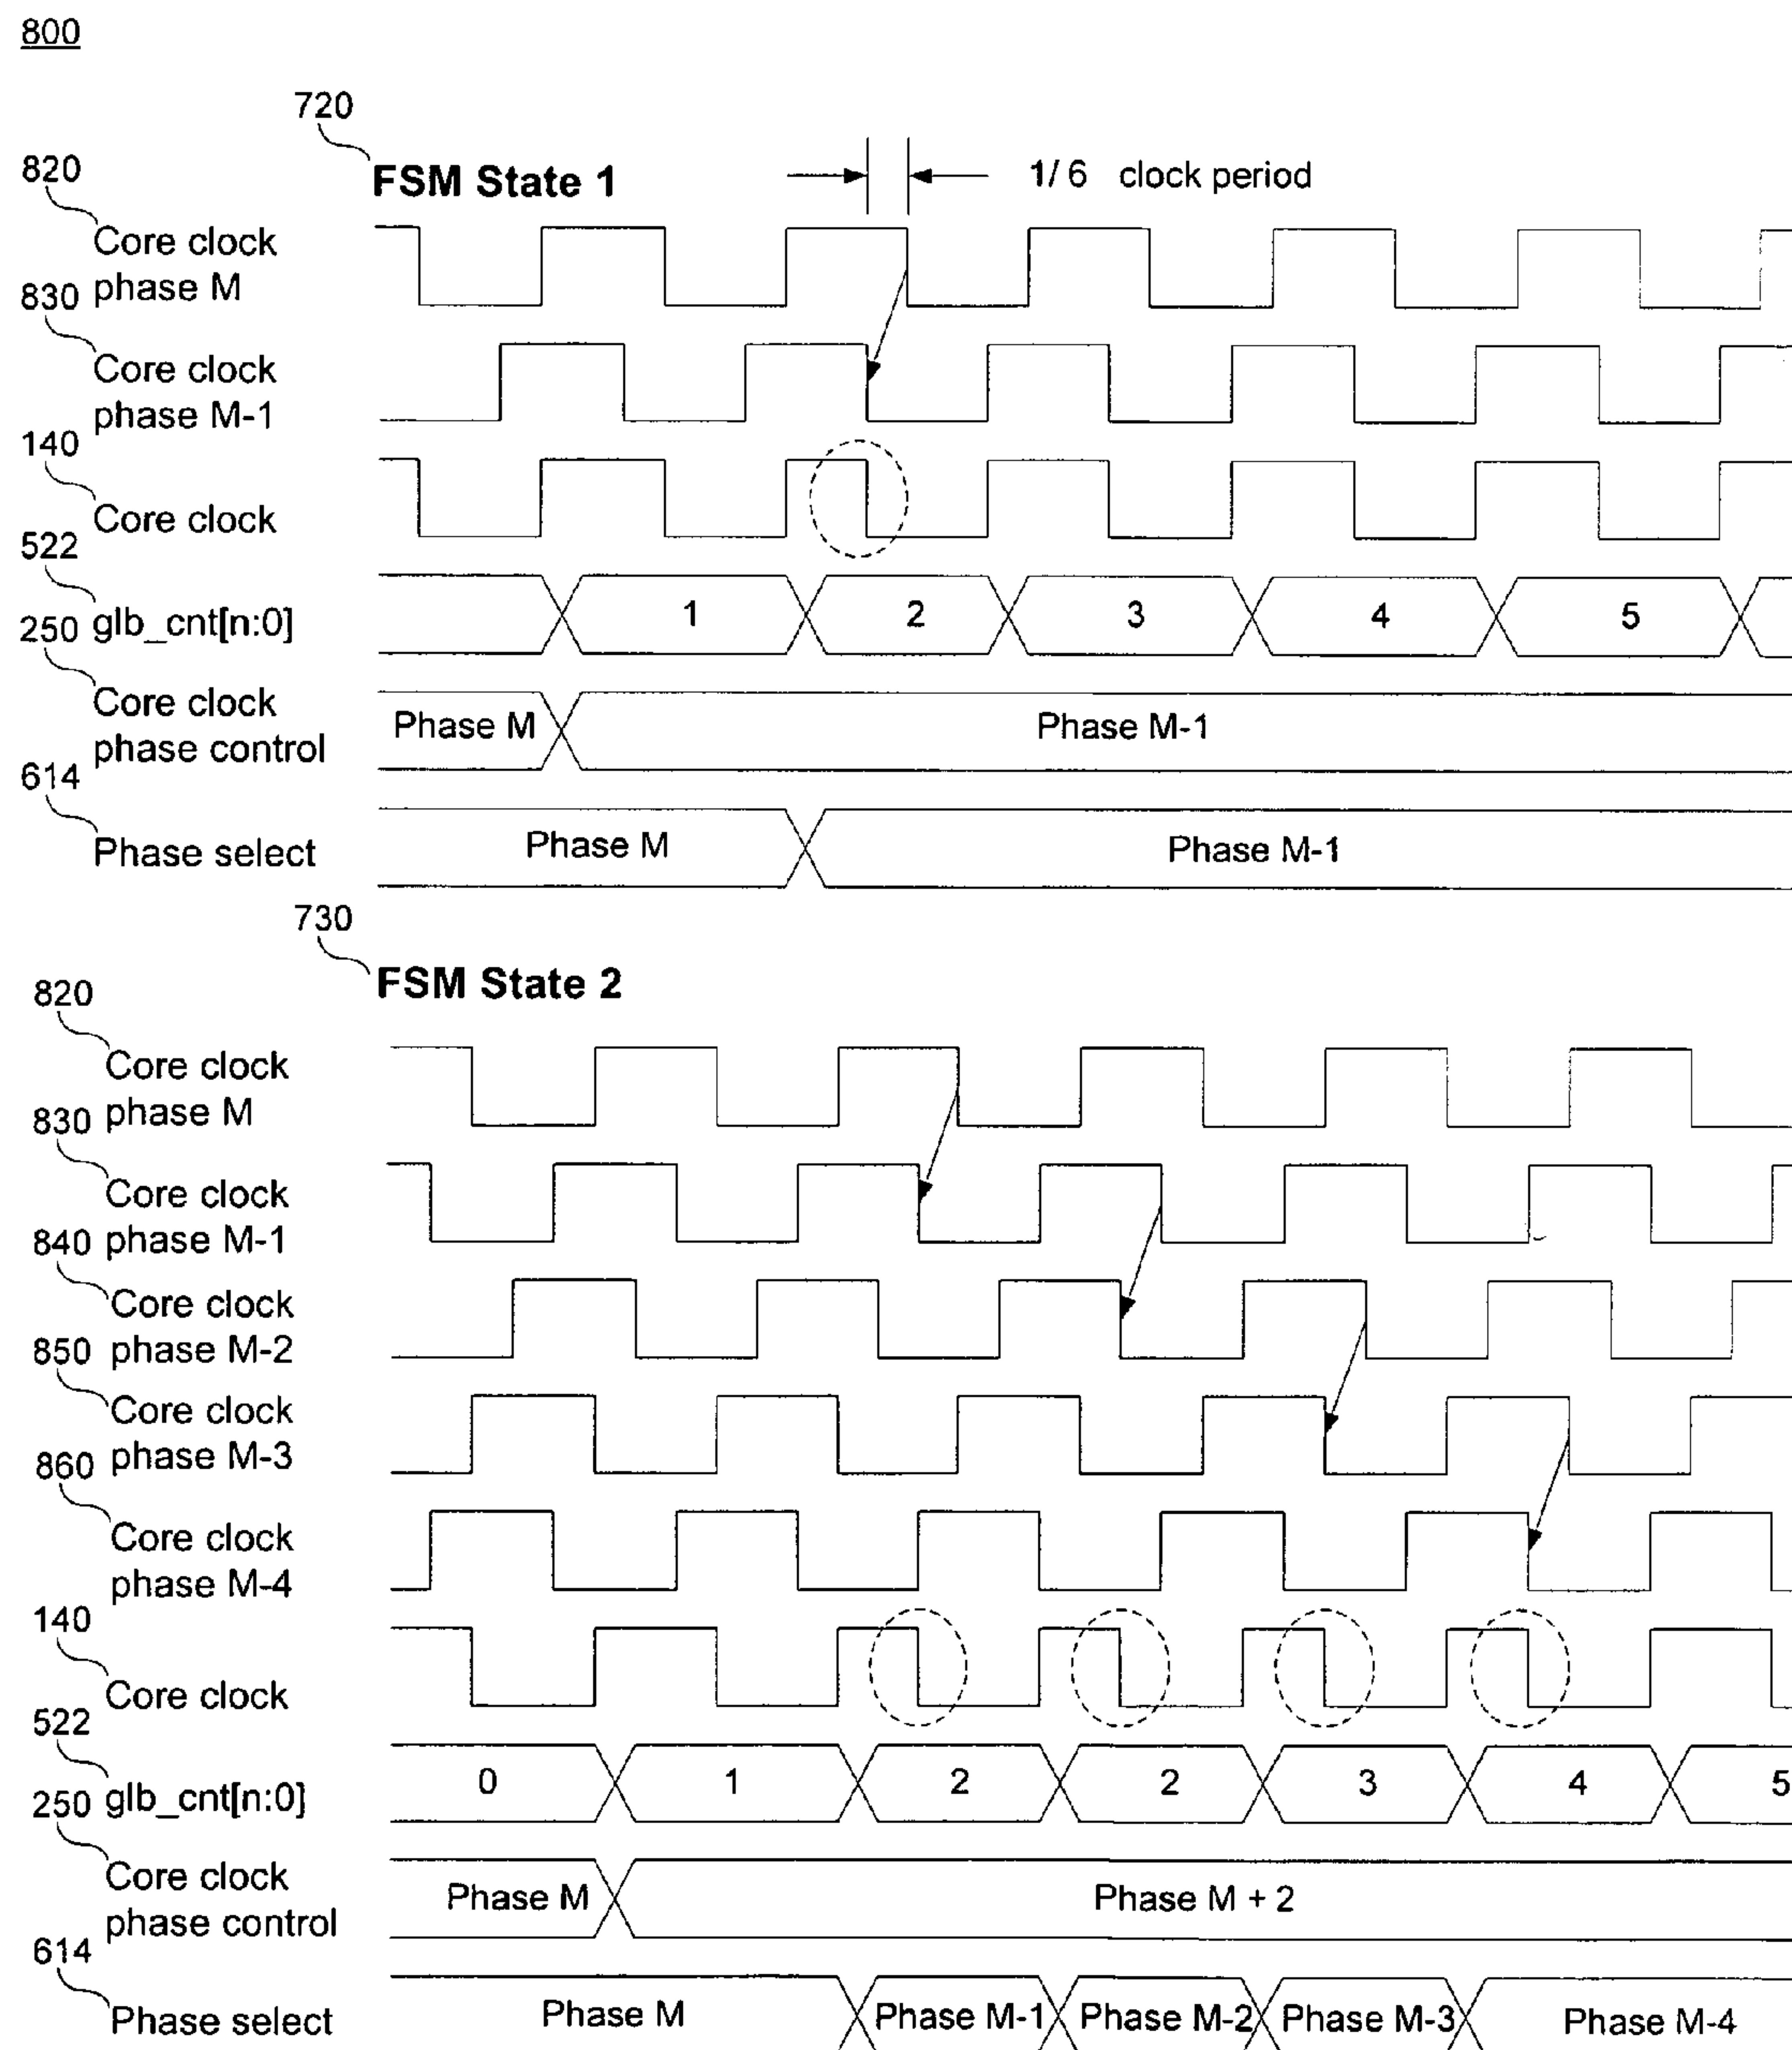 800
720
FSM State 1
1/6 clock period
820
Core clock
phase M
830
Core clock
phase M-1
140
Core clock
522
glb_cnt[n:0]
1 2 3 4 5
250
Core clock
phase control
Phase M Phase M-1
614
Phase select
Phase M Phase M-1
730
FSM State 2
820
Core clock
phase M
830
Core clock
phase M-1
840
Core clock
phase M-2
850
Core clock
phase M-3
860
Core clock
phase M-4
140
Core clock
522
glb_cnt[n:0]
0 1 2 2 3 4 5
250
Core clock
phase control
Phase M Phase M + 2
614
Phase select
Phase M Phase M-1 Phase M-2 Phase M-3 Phase M-4